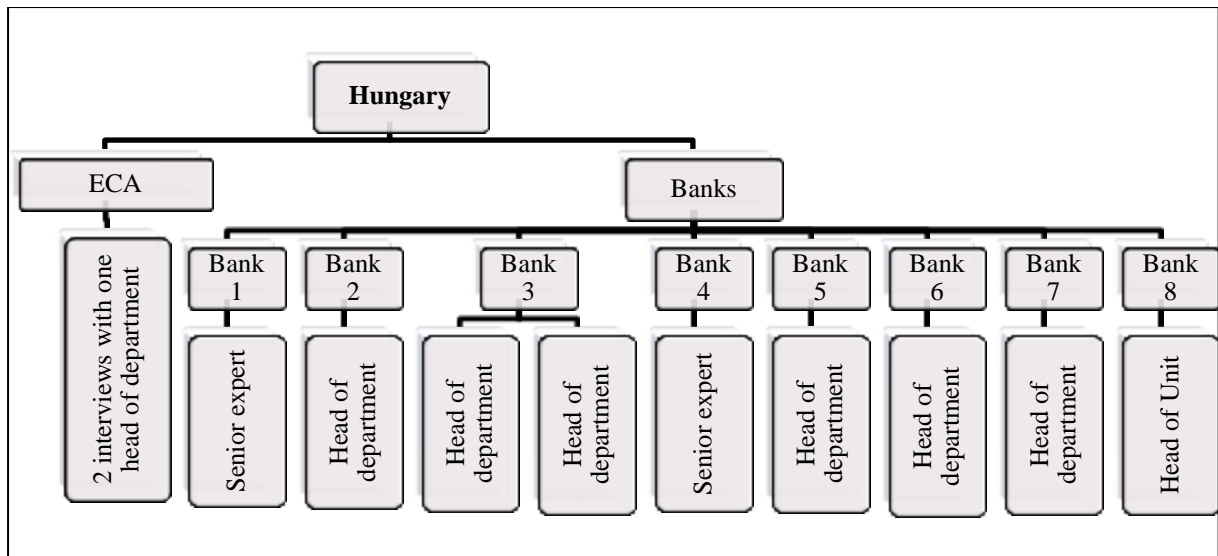 Hungary
ECA
Banks
2 interviews with one
head of department
Bank
1
Bank
2
Bank
3
Bank
4
Bank
5
Bank
6
Bank
7
Bank
8
Senior expert
Head of
department
Head of
department
Head of
department
Senior expert
Head of
department
Head of
department
Head of
department
Head of Unit